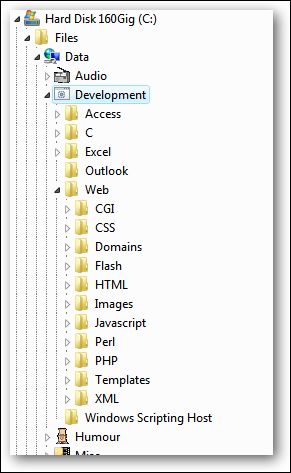 Hard Disk 160Gig (C:)
Files
Data
Audio
Development
Access
C
Excel
Outlook
Web
CGI
CSS
Domains
Flash
HTML
Images
Javascript
Perl
PHP
Templates
XML
Windows Scripting Host
Humour